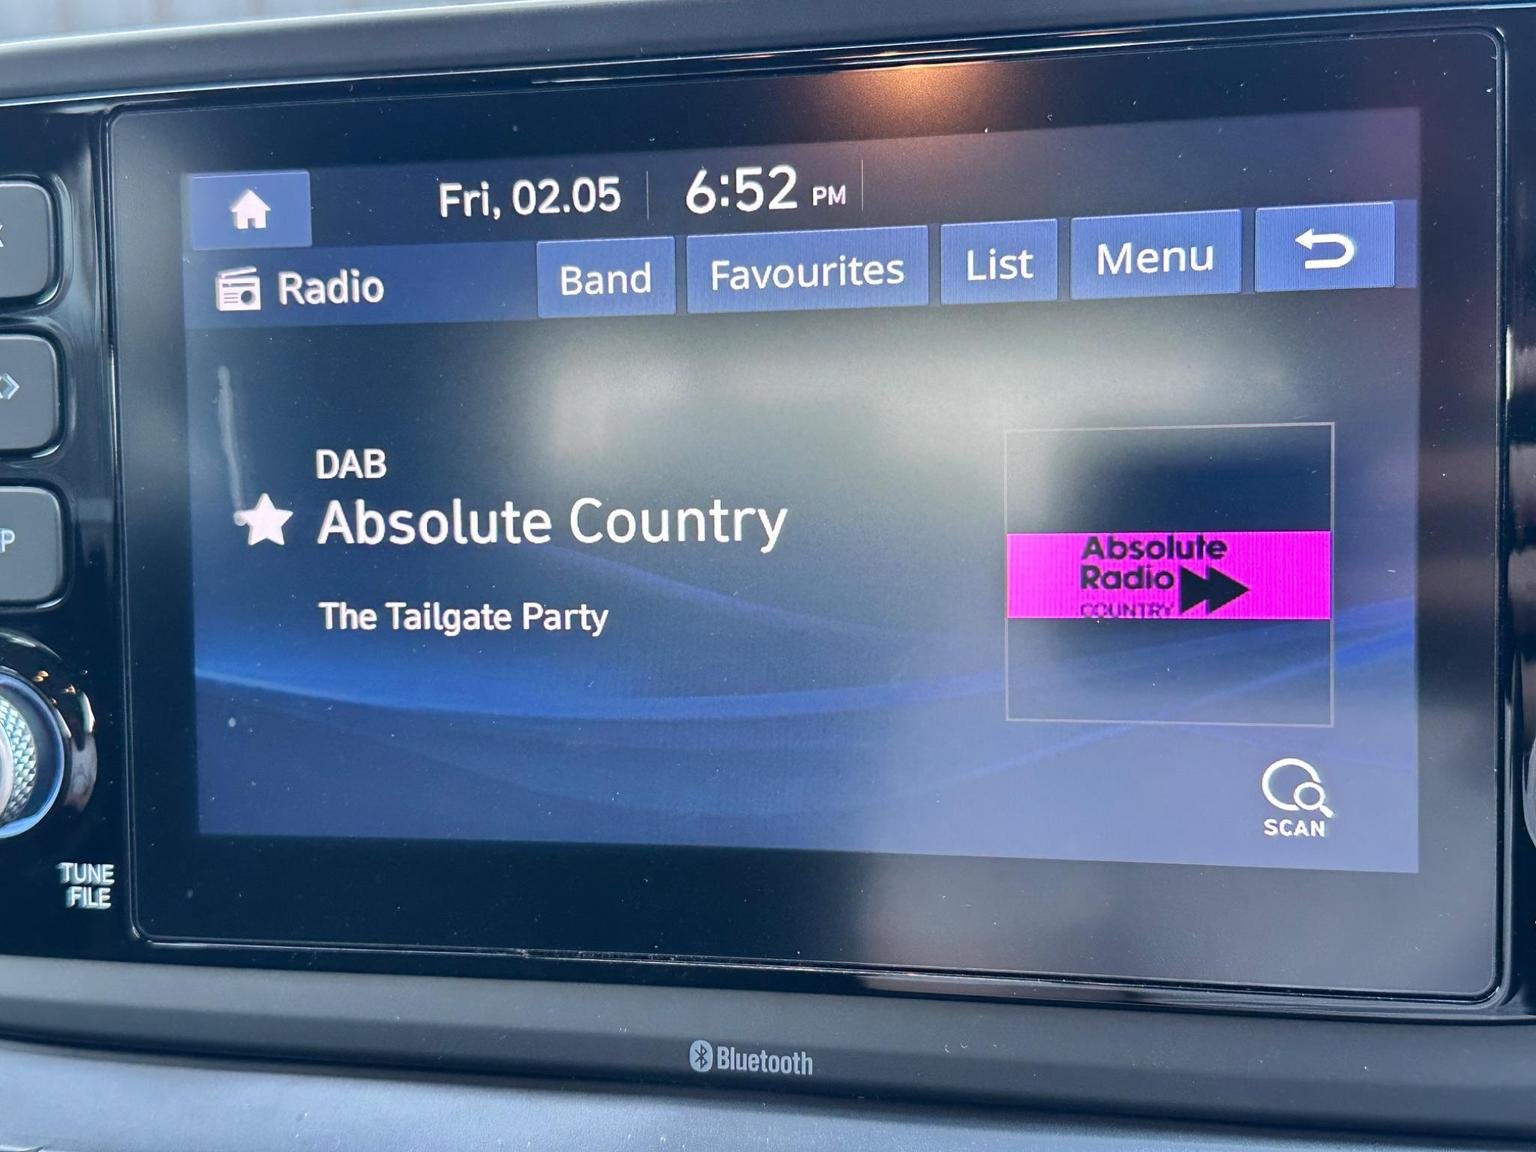 Fri, 02.05 6:52 PM
Radio Band Favourites List Menu
DAB
Absolute Country
The Tailgate Party
Absolute
Radio
COUNTRY
SCAN
TUNE
FILE
Bluetooth